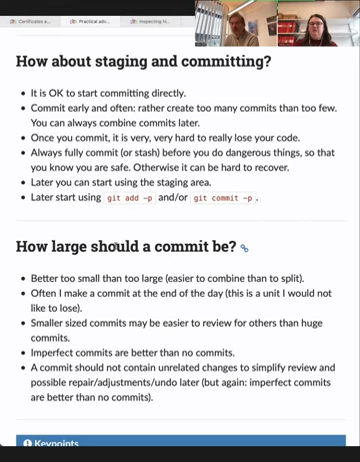 Certificates a...
Practical adv...
Inspecting hi...
How about staging and committing?
It is OK to start committing directly.
Commit early and often: rather create too many commits than too few.
You can always combine commits later.
Once you commit, it is very, very hard to really lose your code.
Always fully commit (or stash) before you do dangerous things, so that
you know you are safe. Otherwise it can be hard to recover.
Later you can start using the staging area.
Later start using git add -p and/or git commit -p .
How large should a commit be?
Better too small than too large (easier to combine than to split).
Often I make a commit at the end of the day (this is a unit I would not
like to lose).
Smaller sized commits may be easier to review for others than huge
commits.
Imperfect commits are better than no commits.
A commit should not contain unrelated changes to simplify review and
possible repair/adjustments/undo later (but again: imperfect commits
are better than no commits).
Keypoints